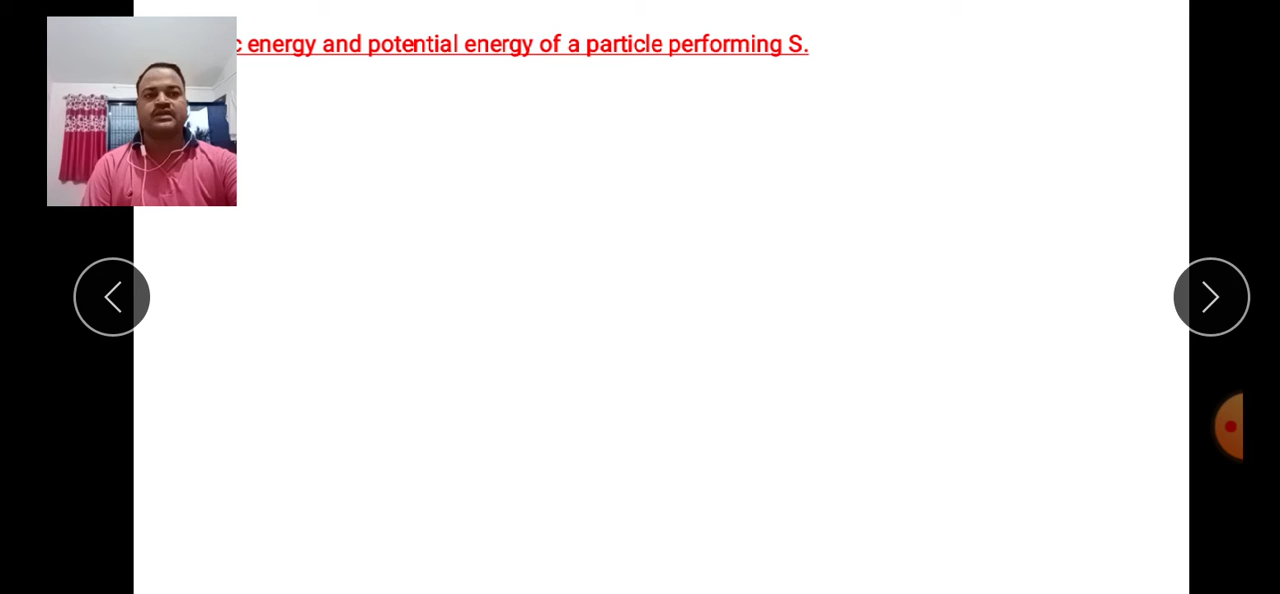 energy and potential energy of a particle performing S.